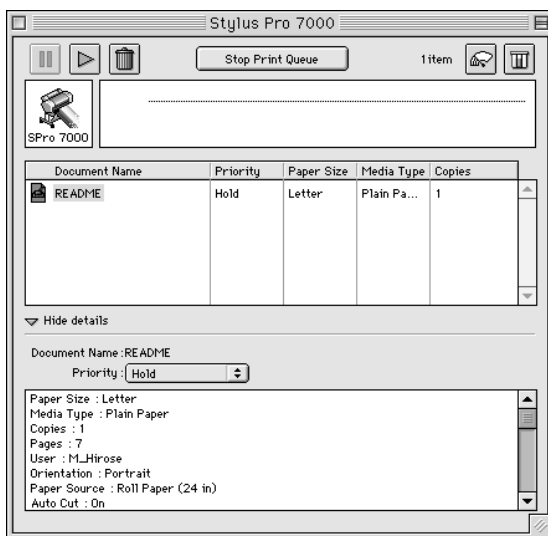 Stylus Pro 7000
Stop Print Queue
1 item
SPro 7000
Document Name Priority Paper Size Media Type Copies
README Hold Letter Plain Pa... 1
Hide details
Document Name :README
Priority : Hold
Paper Size : Letter
Media Type : Plain Paper
Copies : 1
Pages : 7
User : M_Hirose
Orientation : Portrait
Paper Source : Roll Paper (24 in)
Auto Cut : On